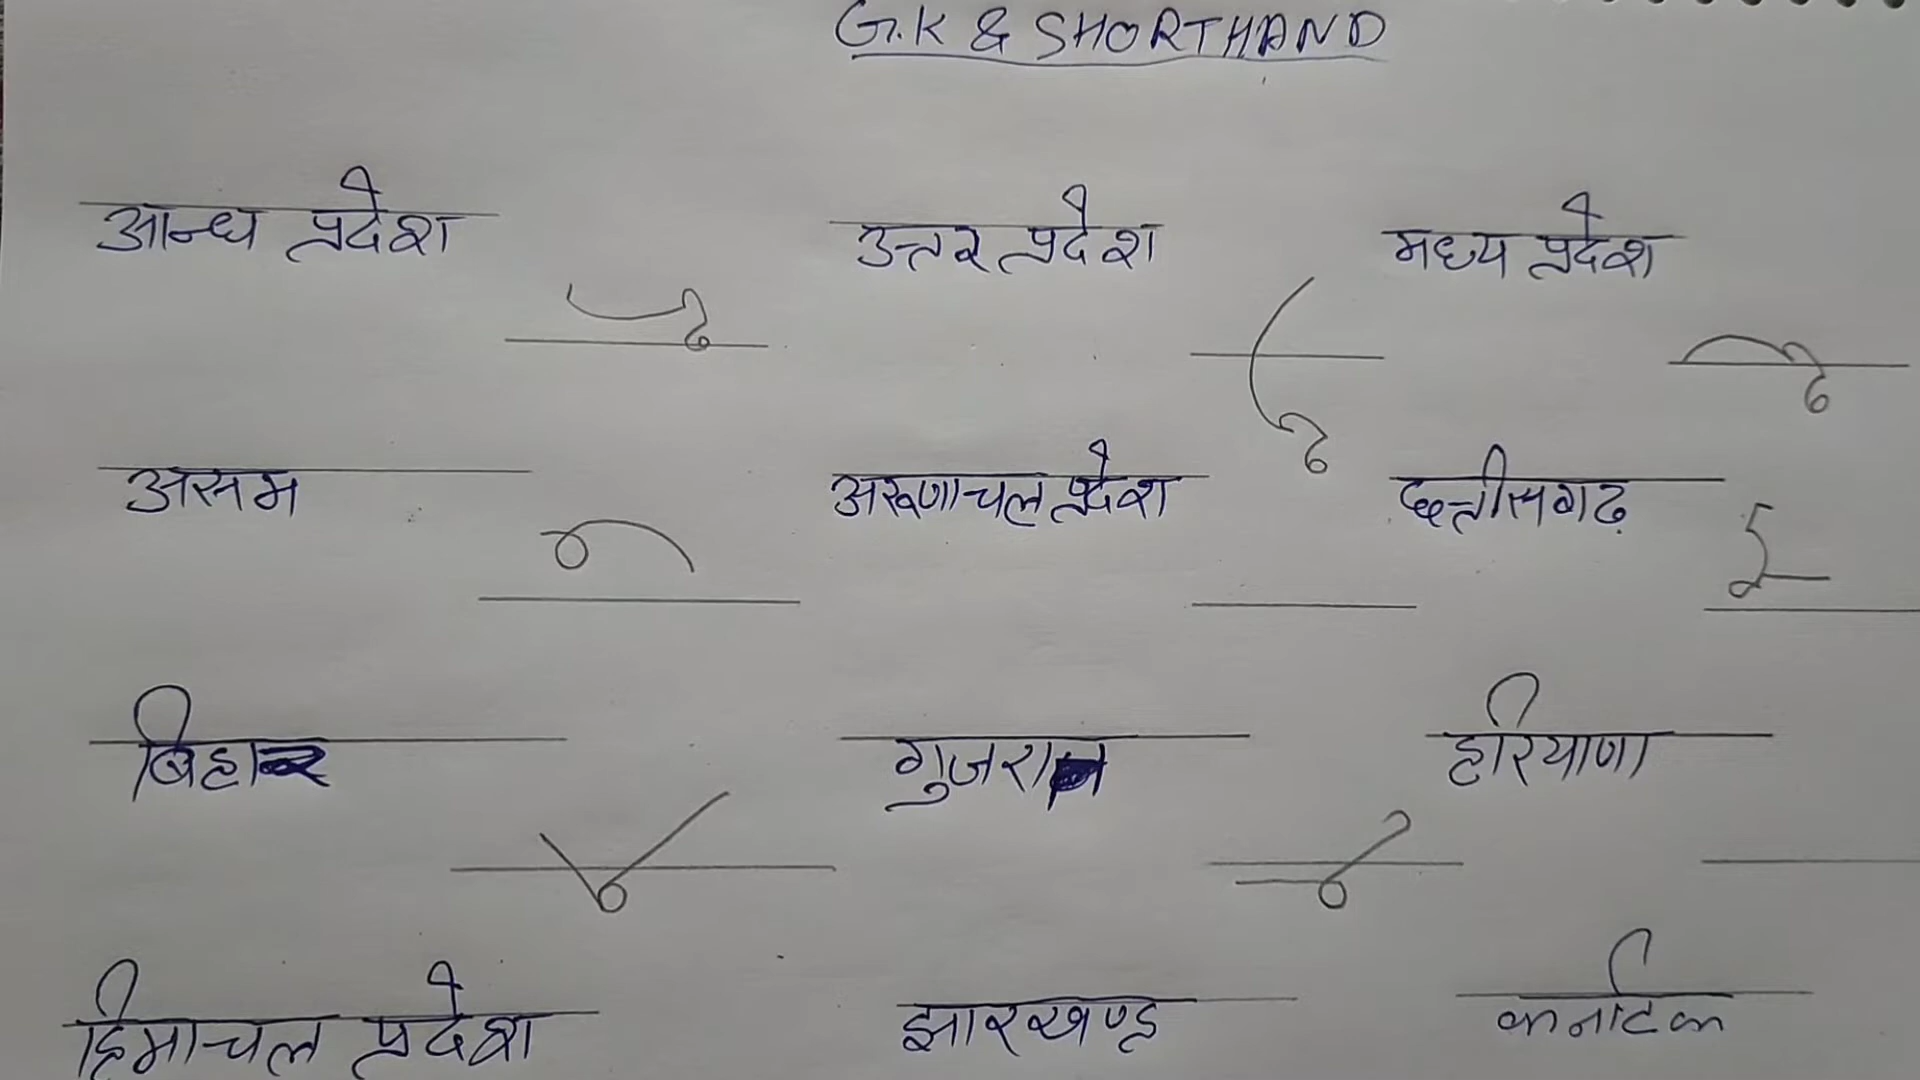 G.K & SHORTHAND
आन्ध प्रदेश उत्तर प्रदेश मध्य प्रदेश
असम अरूणाचल प्रदेश छत्तीसगढ़
बिहार गुजरात हरियाणा
हिमाचल प्रदेश झारखण्ड कर्नाटक